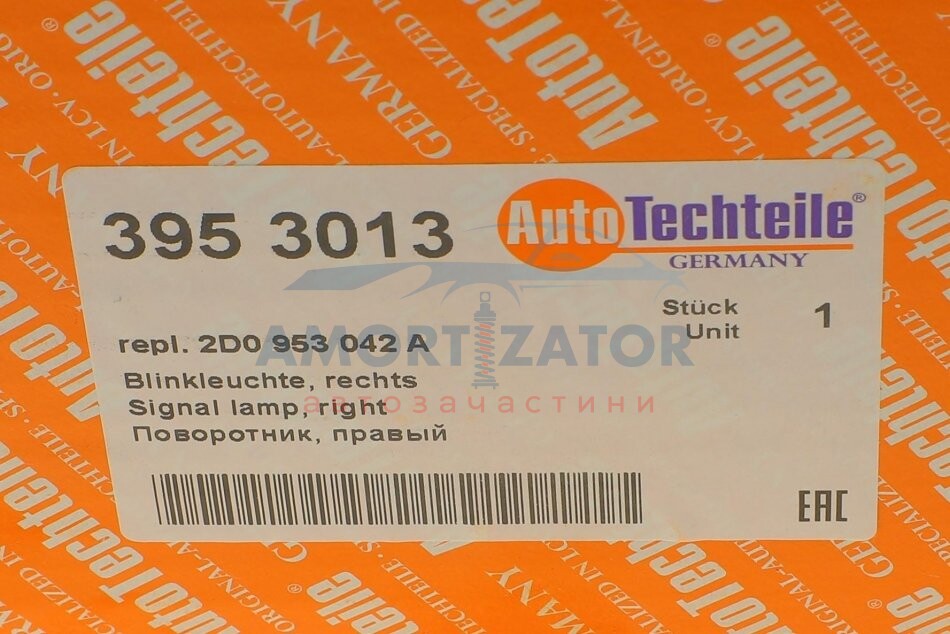 395 3013
AutoTechteile®
GERMANY
Stück 1
Unit
repl. 2D0 953 042 A
AMORTIZATOR
автозачастини
Blinkleuchte, rechts
Signal lamp, right
Поворотник, правый
EAC